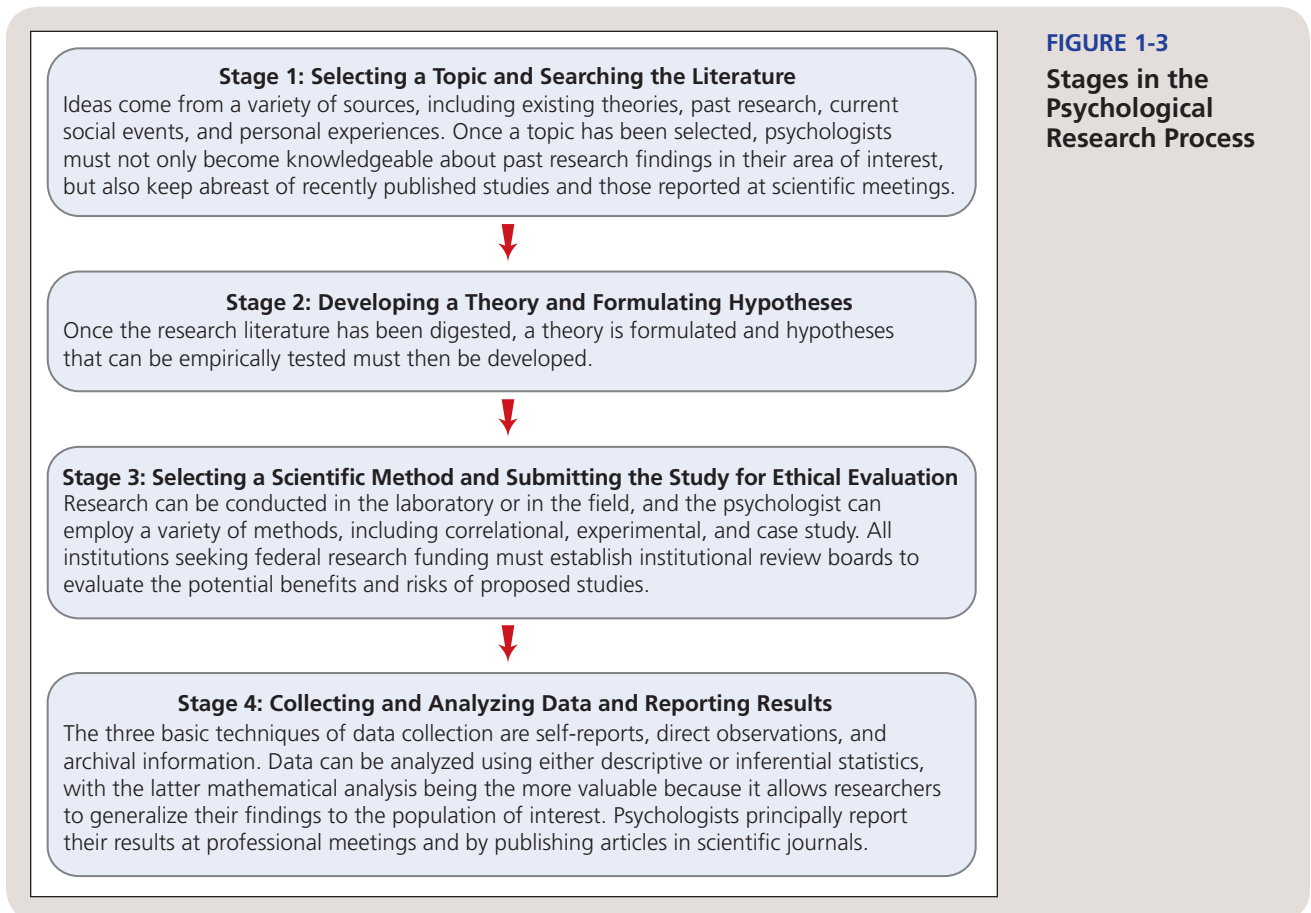 Stage 1: Selecting a Topic and Searching the Literature
Ideas come from a variety of sources, including existing theories, past research, current
social events, and personal experiences. Once a topic has been selected, psychologists
must not only become knowledgeable about past research findings in their area of interest,
but also keep abreast of recently published studies and those reported at scientific meetings.
Stage 2: Developing a Theory and Formulating Hypotheses
Once the research literature has been digested, a theory is formulated and hypotheses
that can be empirically tested must then be developed.
Stage 3: Selecting a Scientific Method and Submitting the Study for Ethical Evaluation
Research can be conducted in the laboratory or in the field, and the psychologist can
employ a variety of methods, including correlational, experimental, and case study. All
institutions seeking federal research funding must establish institutional review boards to
evaluate the potential benefits and risks of proposed studies.
Stage 4: Collecting and Analyzing Data and Reporting Results
The three basic techniques of data collection are self-reports, direct observations, and
archival information. Data can be analyzed using either descriptive or inferential statistics,
with the latter mathematical analysis being the more valuable because it allows researchers
to generalize their findings to the population of interest. Psychologists principally report
their results at professional meetings and by publishing articles in scientific journals.
FIGURE 1-3
Stages in the
Psychological
Research Process